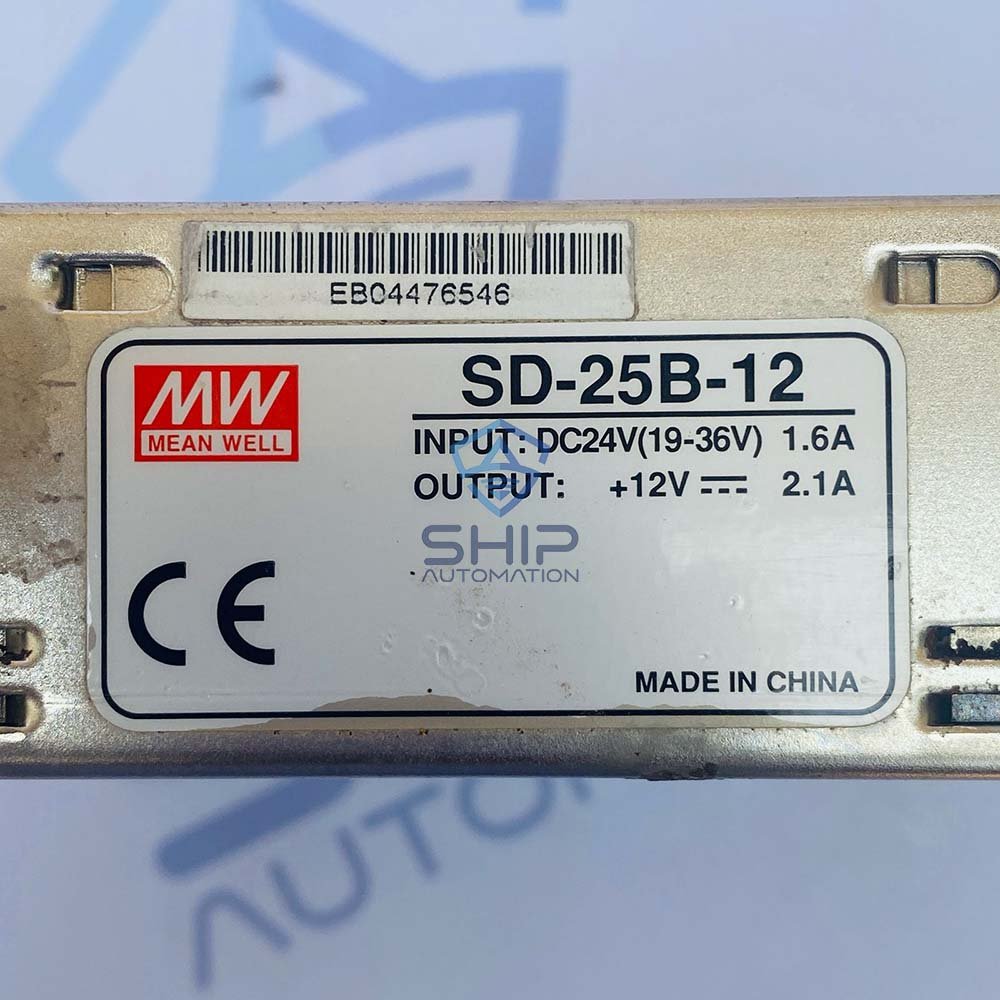 EB04476546
MW
MEAN WELL
SD-25B-12
INPUT: DC24V(19-36V) 1.6A
OUTPUT: +12V ⎓ 2.1A
SHIP
AUTOMATION
CE
MADE IN CHINA